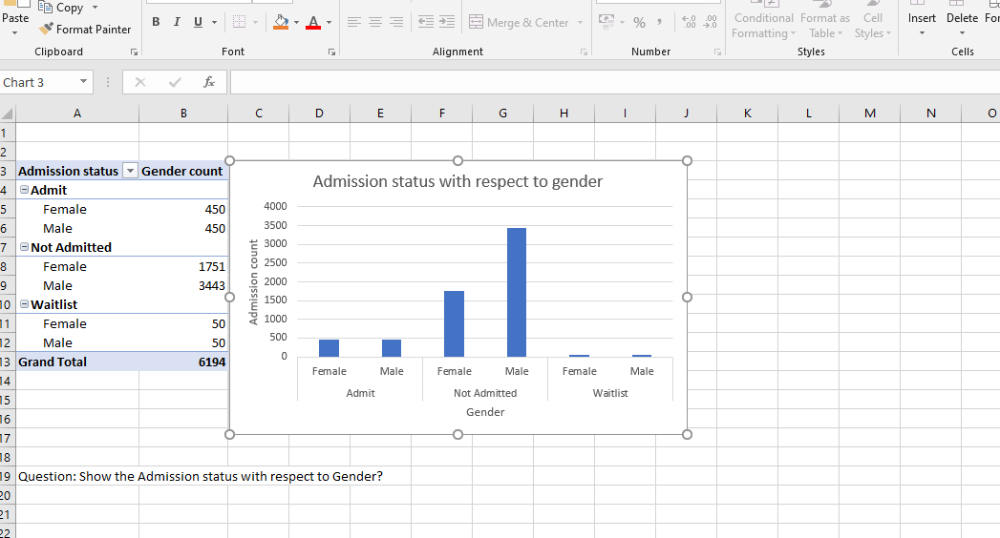 Paste
Copy
Format Painter
Clipboard
B I U
A
Font
Merge & Center
Alignment
% ,
Number
Conditional Formatting
Format as Table
Cell Styles
Styles
Insert
Delete
Cells
Chart 3
fx
A B C D E F G H I J K L M N O
1
2
3 Admission status Gender count
4 Admit
5 Female 450
6 Male 450
7 Not Admitted
8 Female 1751
9 Male 3443
10 Waitlist
11 Female 50
12 Male 50
13 Grand Total 6194
14
15
16
17
18
19 Question: Show the Admission status with respect to Gender?
20
21
22
Admission status with respect to gender
Admission count
4000
3500
3000
2500
2000
1500
1000
500
0
Female Male Female Male Female Male
Admit Not Admitted Waitlist
Gender